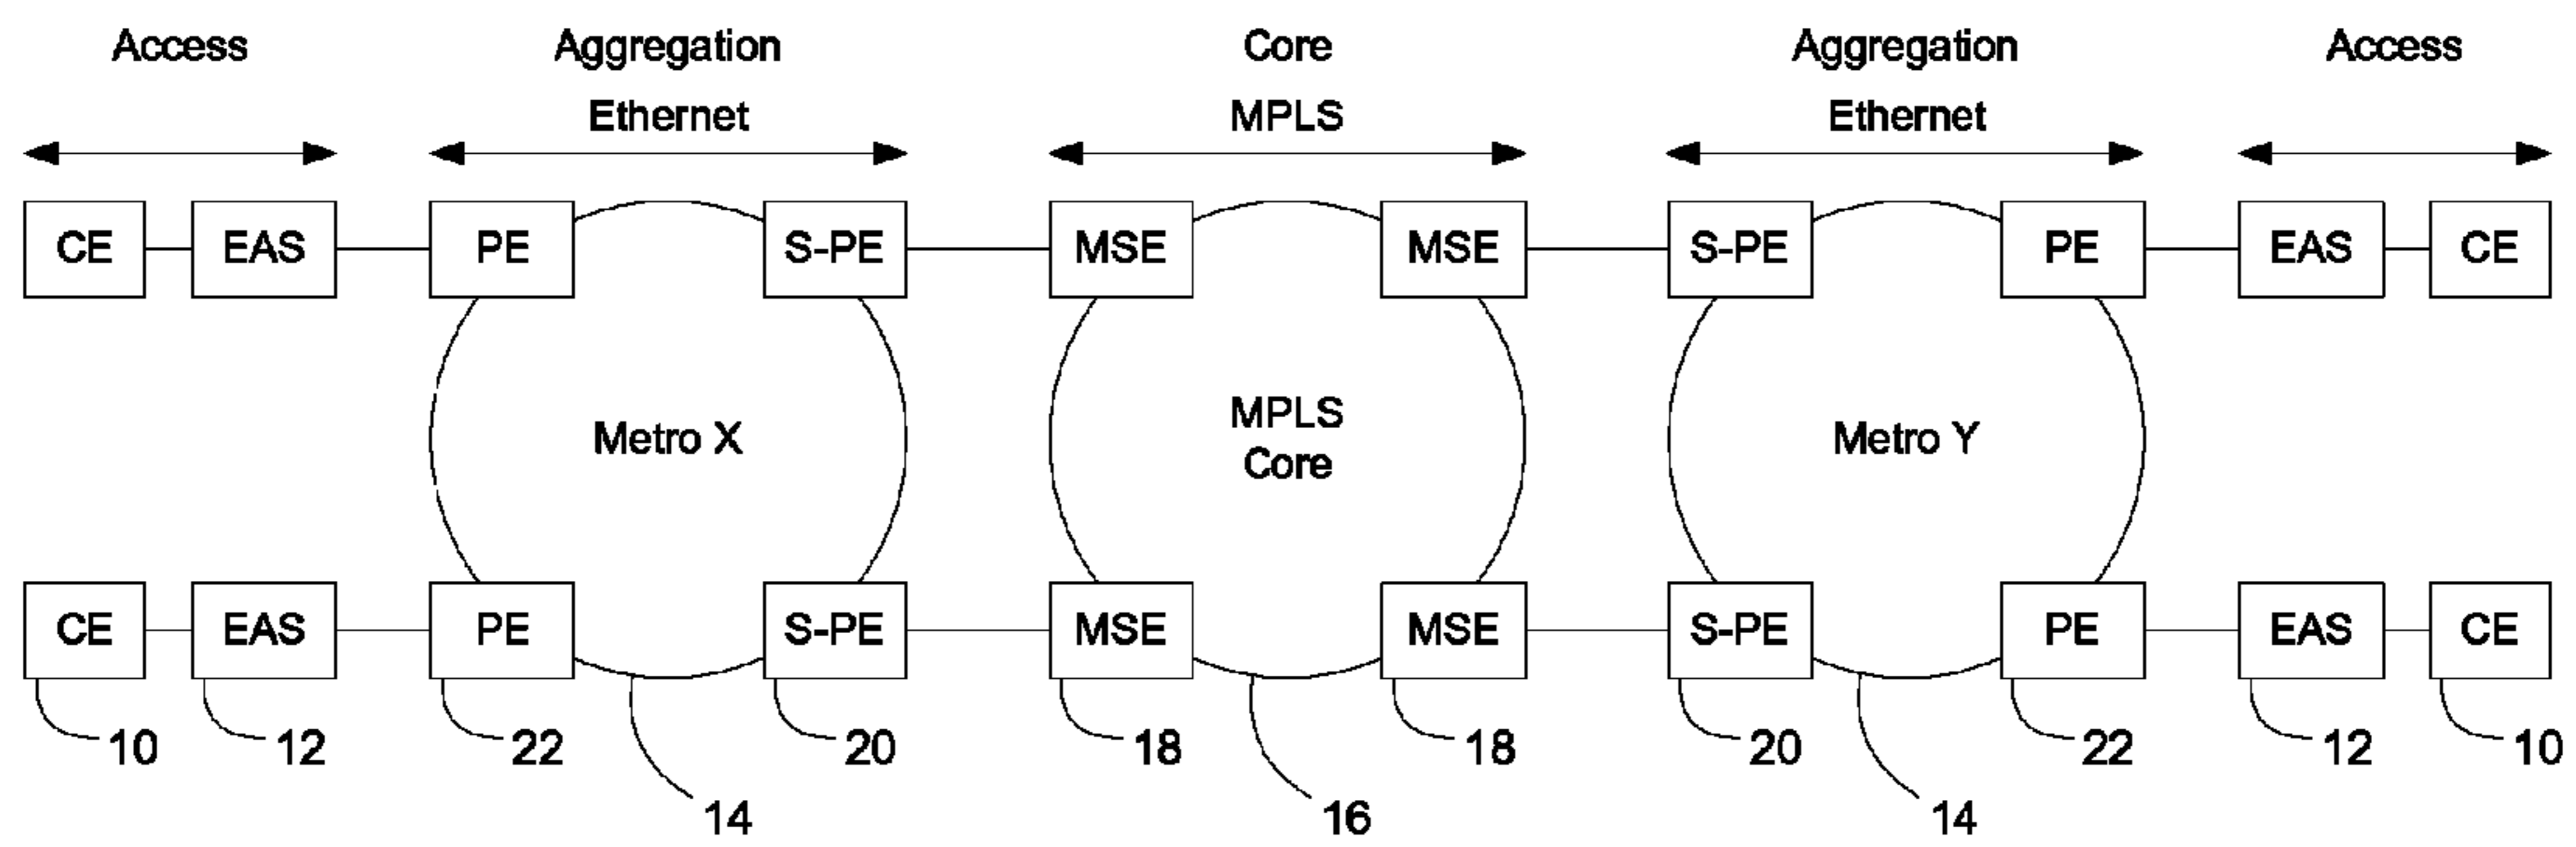 Access Aggregation Core Aggregation Access
Ethernet MPLS Ethernet
CE EAS PE S-PE MSE MSE S-PE PE EAS CE
Metro X MPLS Core Metro Y
CE EAS PE S-PE MSE MSE S-PE PE EAS CE
10 12 22 20 18 18 20 22 12 10
14 16 14